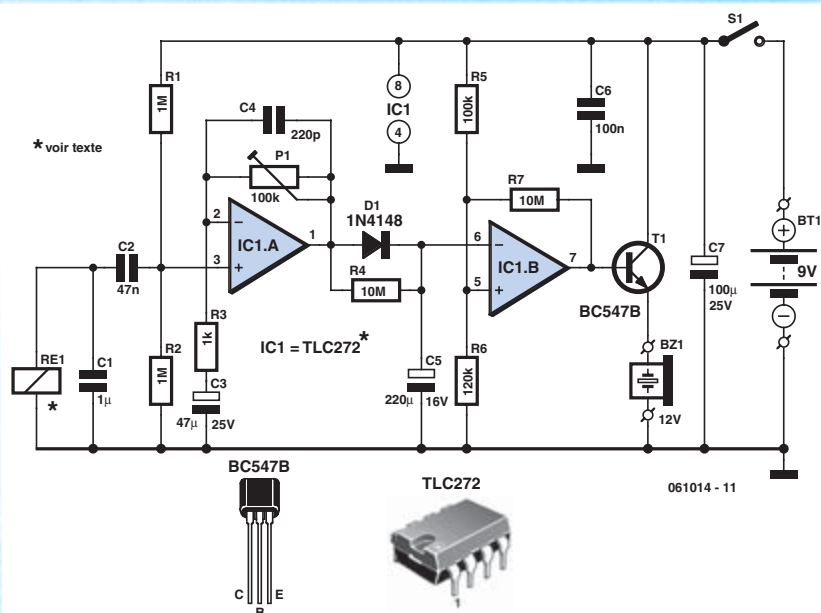 S1
R1
1M
C4
220p
8
IC1
4
R5
100k
C6
100n
* voir texte
P1
100k
R7
10M
D1
1N4148
2
IC1.A
1
3
6
IC1.B
7
5
T1
BC547B
C7
100µ
25V
BT1
9V
C2
47n
R4
10M
R3
1k
R2
1M
IC1 = TLC272*
C5
220µ
16V
R6
120k
BZ1
12V
RE1
*
C1
1µ
C3
47µ
25V
BC547B
TLC272
061014 - 11
C
B
E
1